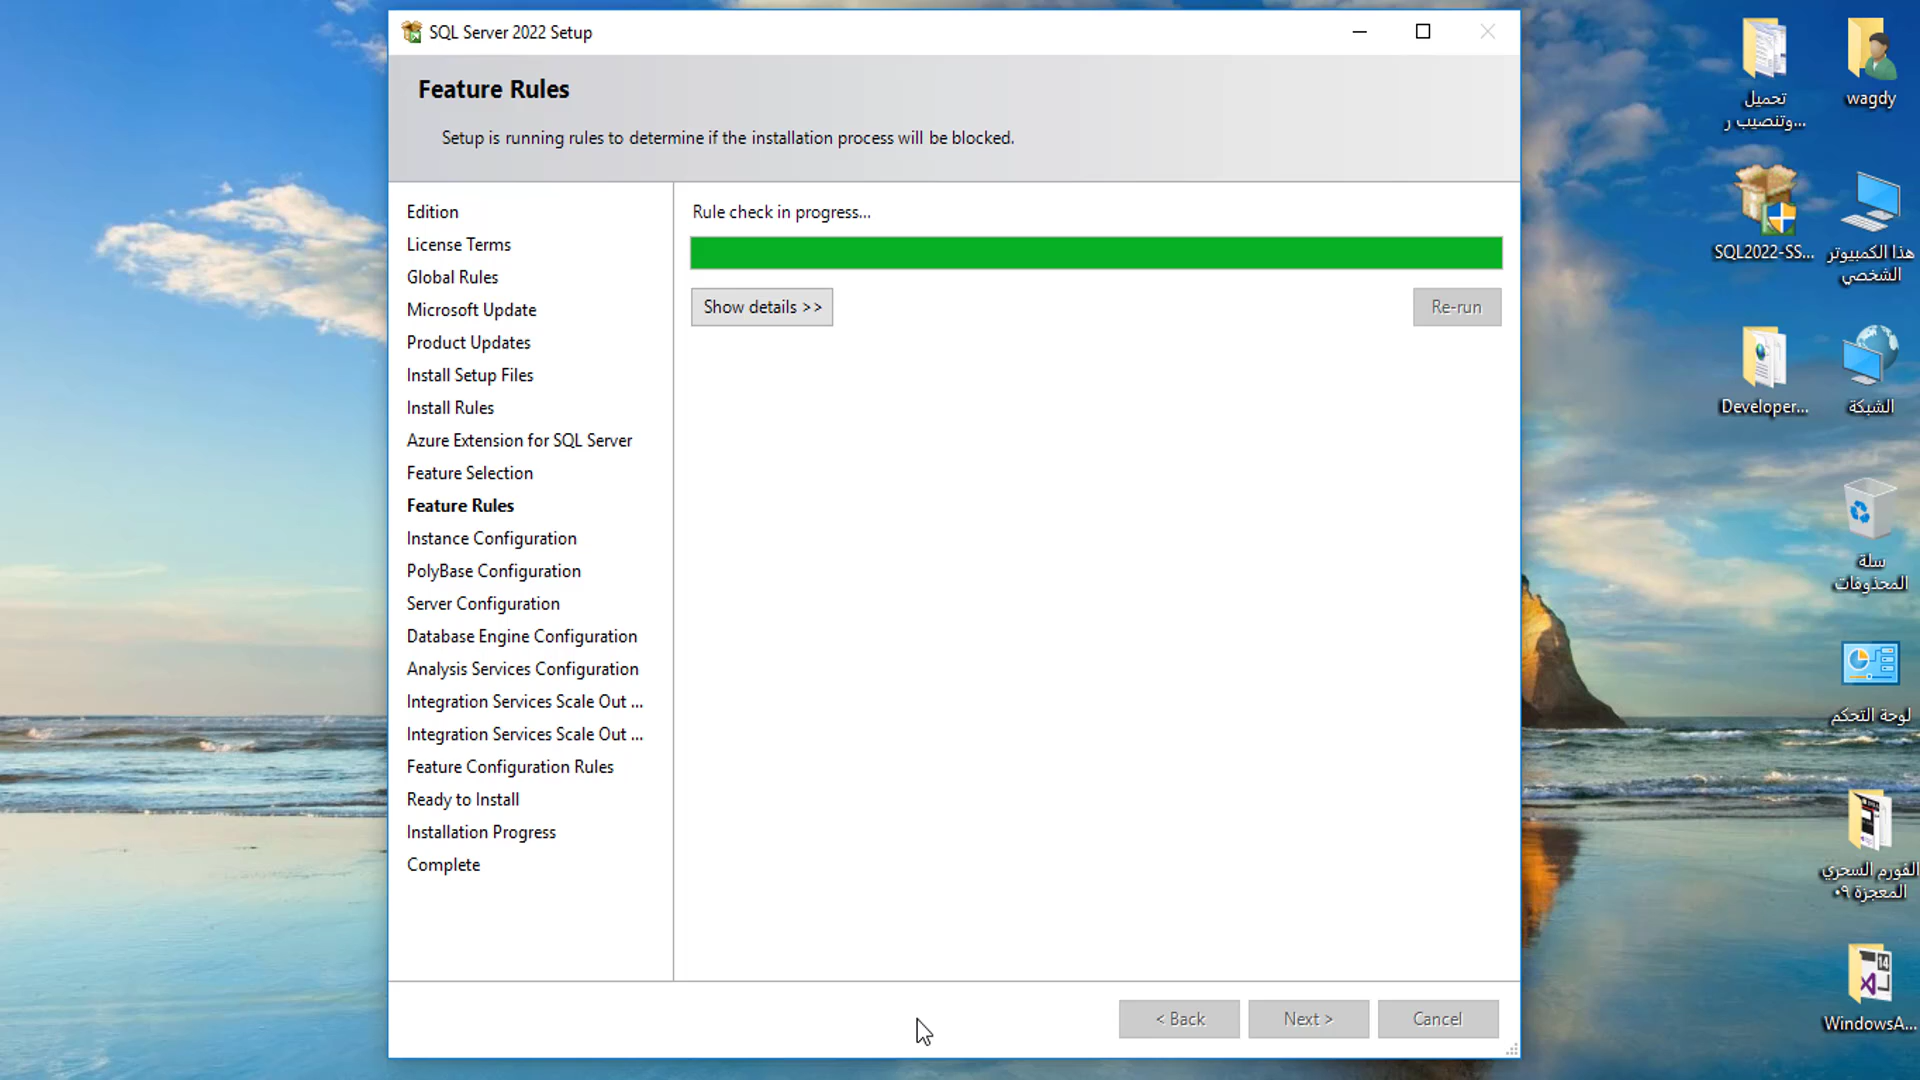 SQL Server 2022 Setup
Feature Rules
Setup is running rules to determine if the installation process will be blocked.
Edition
License Terms
Global Rules
Microsoft Update
Product Updates
Install Setup Files
Install Rules
Azure Extension for SQL Server
Feature Selection
Feature Rules
Instance Configuration
PolyBase Configuration
Server Configuration
Database Engine Configuration
Analysis Services Configuration
Integration Services Scale Out ...
Integration Services Scale Out ...
Feature Configuration Rules
Ready to Install
Installation Progress
Complete
Rule check in progress...
Show details >>
Re-run
< Back
Next >
Cancel
تحميل
وتنصيب ر...
wagdy
SQL2022-SS...
هذا الكمبيوتر
الشخصي
Developer...
الشبكة
سلة
المحذوفات
لوحة التحكم
الفورم السحري
المعجزة ٠٩
14
WindowsA...